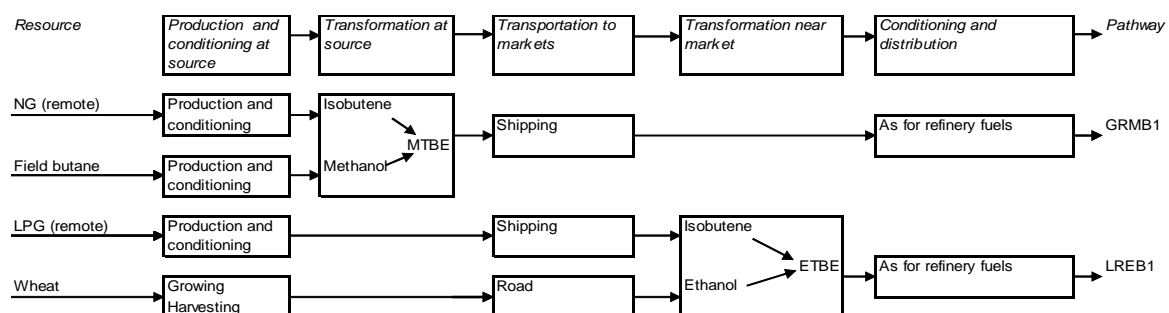 Resource
Production and
conditioning at
source
Transformation at
source
Transportation to
markets
Transformation near
market
Conditioning and
distribution
Pathway
NG (remote)
Production and
conditioning
Isobutene
MTBE
Methanol
Shipping
As for refinery fuels
GRMB1
Field butane
Production and
conditioning
LPG (remote)
Production and
conditioning
Shipping
Isobutene
ETBE
Ethanol
As for refinery fuels
LREB1
Wheat
Growing
Harvesting
Road